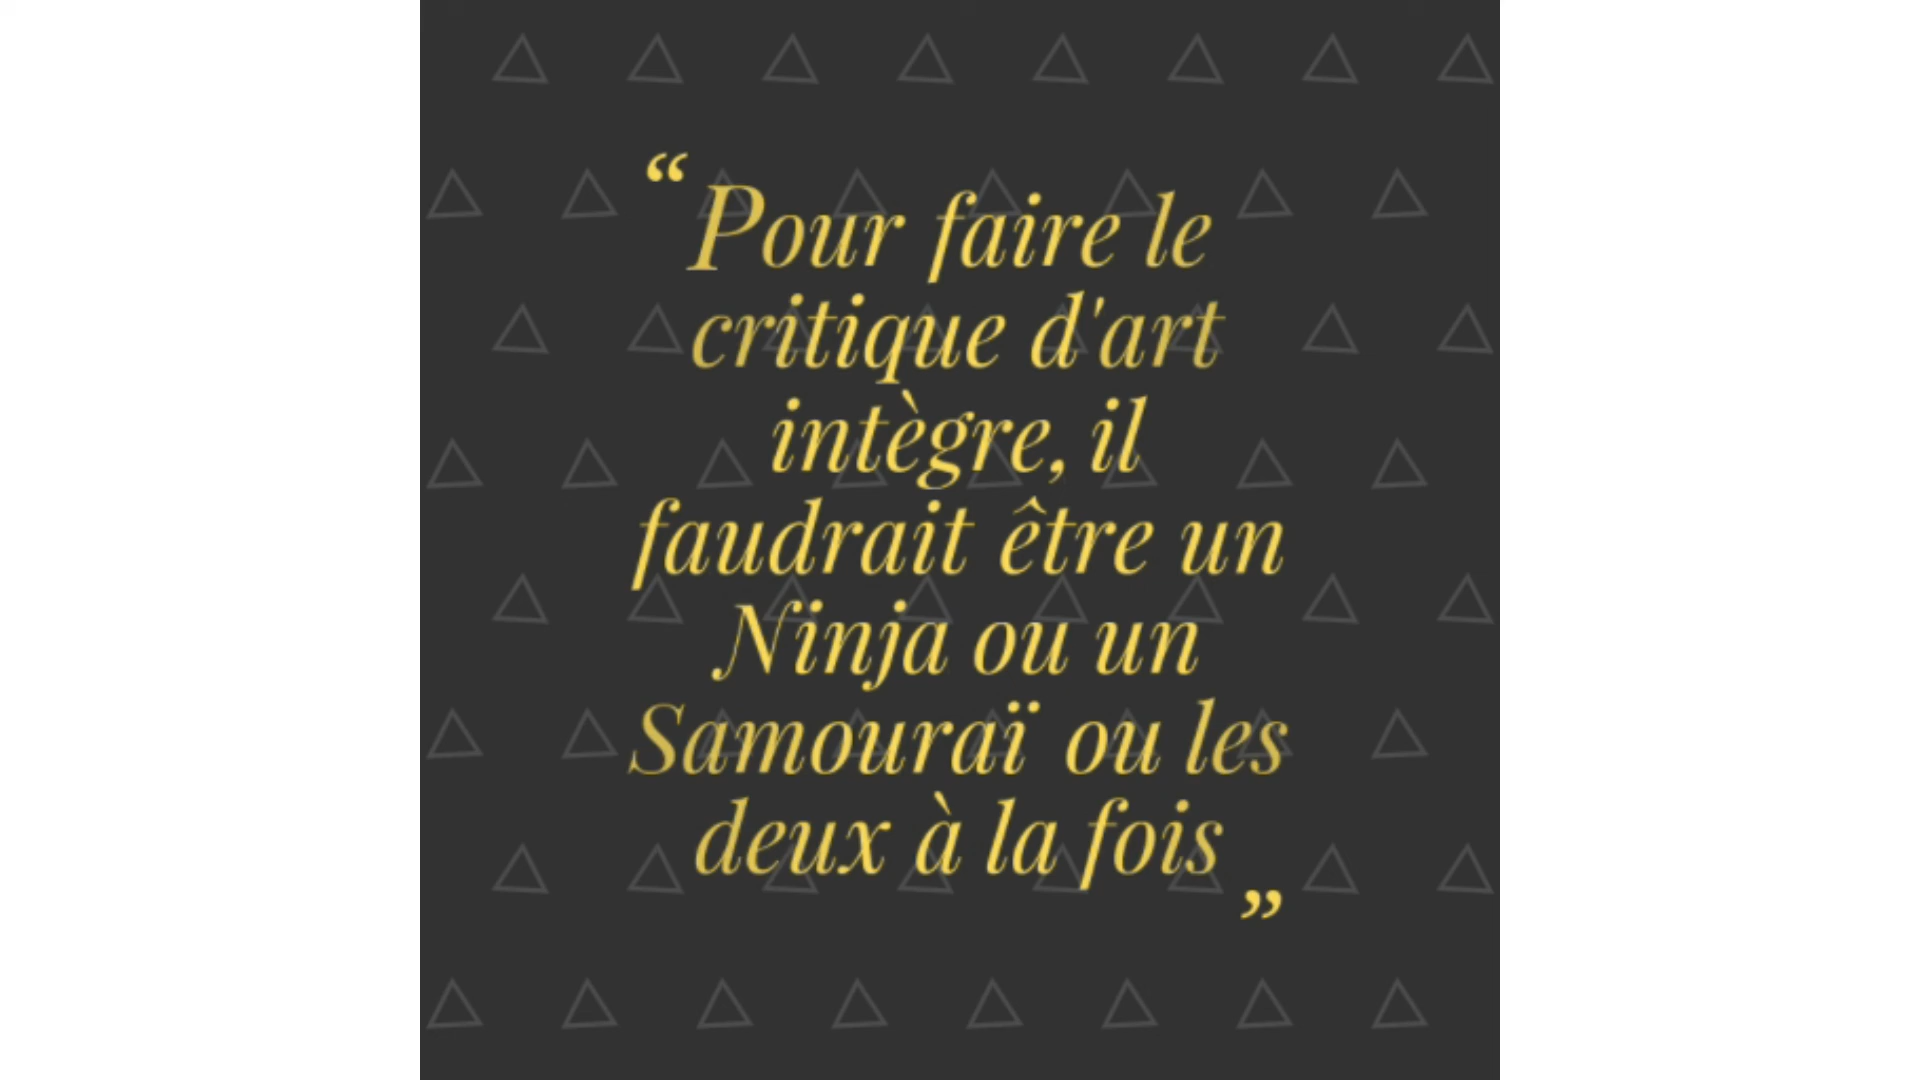 “Pour faire le
critique d'art
intègre, il
faudrait être un
Ninja ou un
Samouraï ou les
deux à la fois”